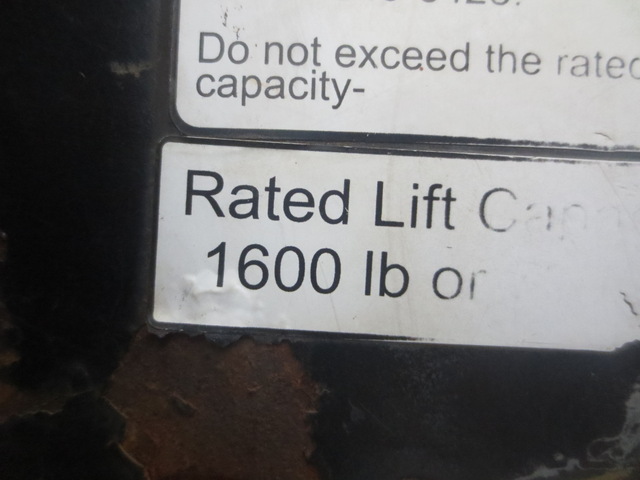 Do not exceed the rated
capacity-
Rated Lift
1600 lb or